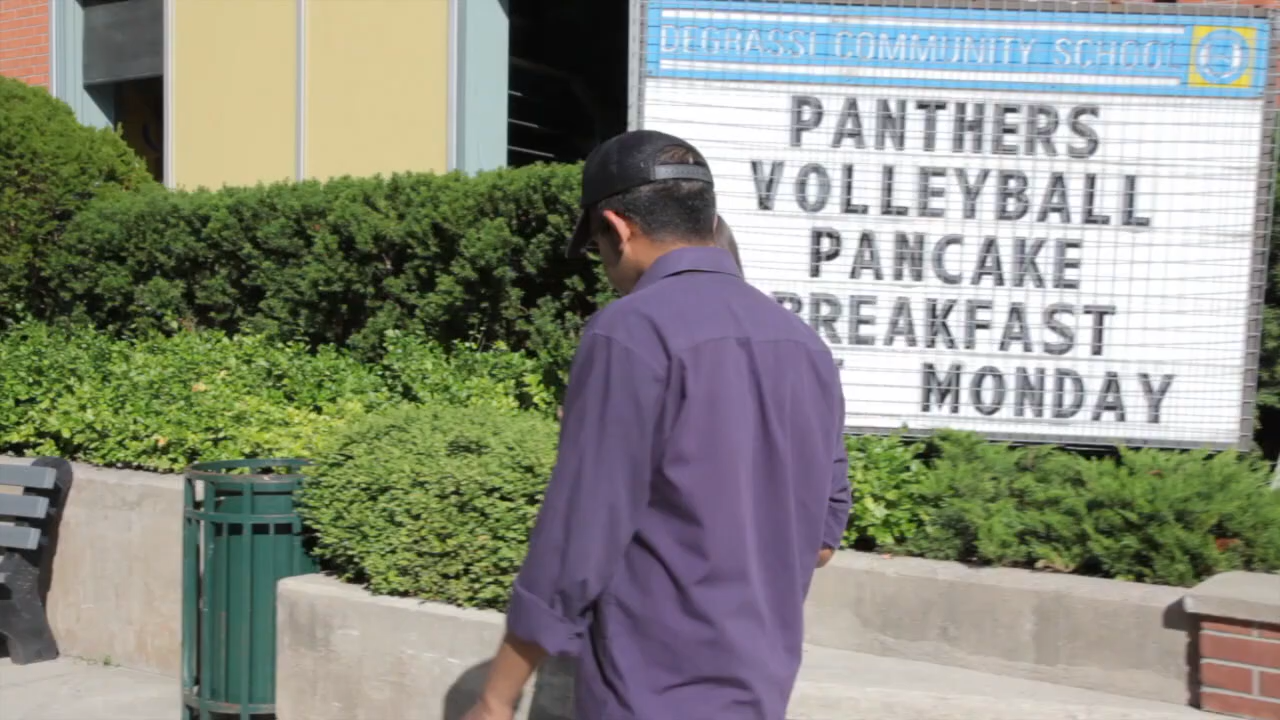 DEGRASSI COMMUNITY SCHOOL
PANTHERS
VOLLEYBALL
PANCAKE
BREAKFAST
MONDAY